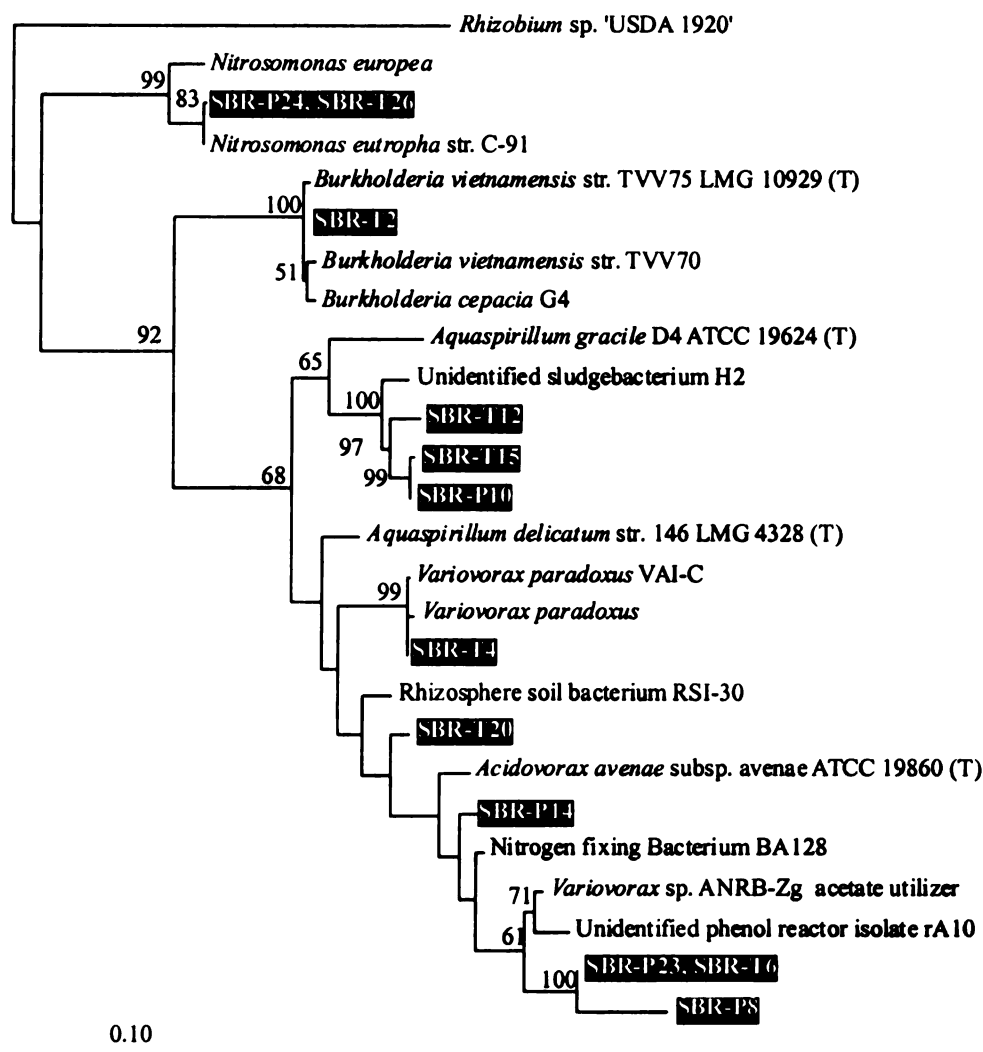 Rhizobium sp. 'USDA 1920'
Nitrosomonas europea
99
83
SBR-P24, SBR-T26
Nitrosomonas eutropha str. C-91
Burkholderia vietnamensis str. TVV75 LMG 10929 (T)
100
SBR-T2
Burkholderia vietnamensis str. TVV70
51
Burkholderia cepacia G4
92
Aquaspirillum gracile D4 ATCC 19624 (T)
65
Unidentified sludgebacterium H2
100
SBR-T12
97
SBR-T15
99
SBR-P10
68
Aquaspirillum delicatum str. 146 LMG 4328 (T)
Variovorax paradoxus VAI-C
99
Variovorax paradoxus
SBR-T4
Rhizosphere soil bacterium RSI-30
SBR-T20
Acidovorax avenae subsp. avenae ATCC 19860 (T)
SBR-P14
Nitrogen fixing Bacterium BA128
Variovorax sp. ANRB-Zg acetate utilizer
71
Unidentified phenol reactor isolate rA10
61
SBR-P23, SBR-T6
100
SBR-P8
0.10